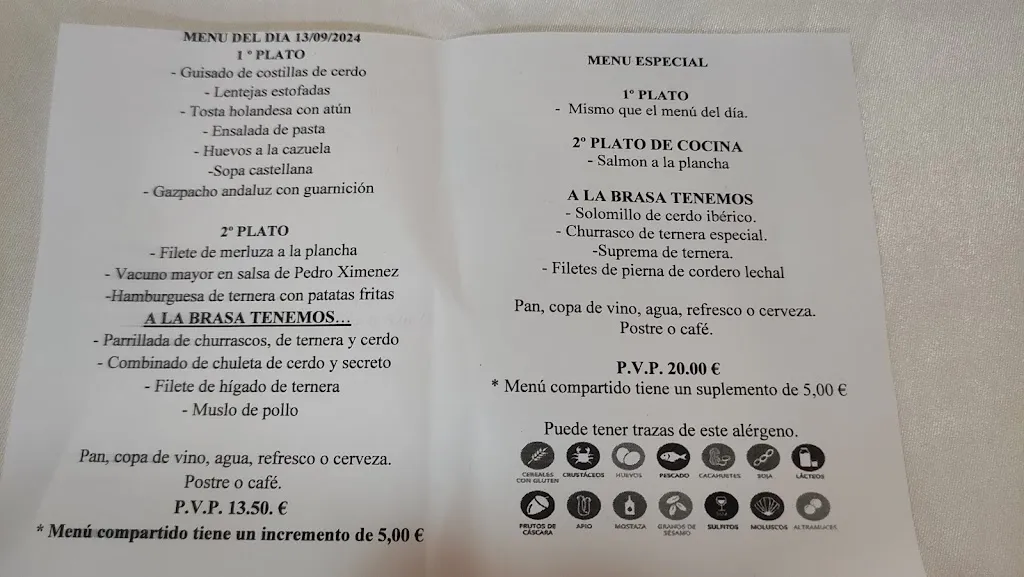 MENU DEL DIA 13/09/2024
1 º PLATO
- Guisado de costillas de cerdo
- Lentejas estofadas
- Tosta holandesa con atún
- Ensalada de pasta
- Huevos a la cazuela
-Sopa castellana
- Gazpacho andaluz con guarnición
2º PLATO
- Filete de merluza a la plancha
- Vacuno mayor en salsa de Pedro Ximenez
-Hamburguesa de ternera con patatas fritas
A LA BRASA TENEMOS…
- Parrillada de churrascos, de ternera y cerdo
- Combinado de chuleta de cerdo y secreto
- Filete de hígado de ternera
- Muslo de pollo
Pan, copa de vino, agua, refresco o cerveza.
Postre o café.
P.V.P. 13.50. €
* Menú compartido tiene un incremento de 5,00 €
MENU ESPECIAL
1º PLATO
- Mismo que el menú del día.
2º PLATO DE COCINA
- Salmon a la plancha
A LA BRASA TENEMOS
- Solomillo de cerdo ibérico.
- Churrasco de ternera especial.
-Suprema de ternera.
- Filetes de pierna de cordero lechal
Pan, copa de vino, agua, refresco o cerveza.
Postre o café.
P.V.P. 20.00 €
* Menú compartido tiene un suplemento de 5,00 €
Puede tener trazas de este alérgeno.
CEREALES CON GLUTEN
CRUSTÁCEOS
HUEVOS
PESCADO
CACAHUETES
SOJA
LÁCTEOS
FRUTOS DE CÁSCARA
APIO
MOSTAZA
GRANOS DE SÉSAMO
SULFITOS
MOLUSCOS
ALTRAMUCES